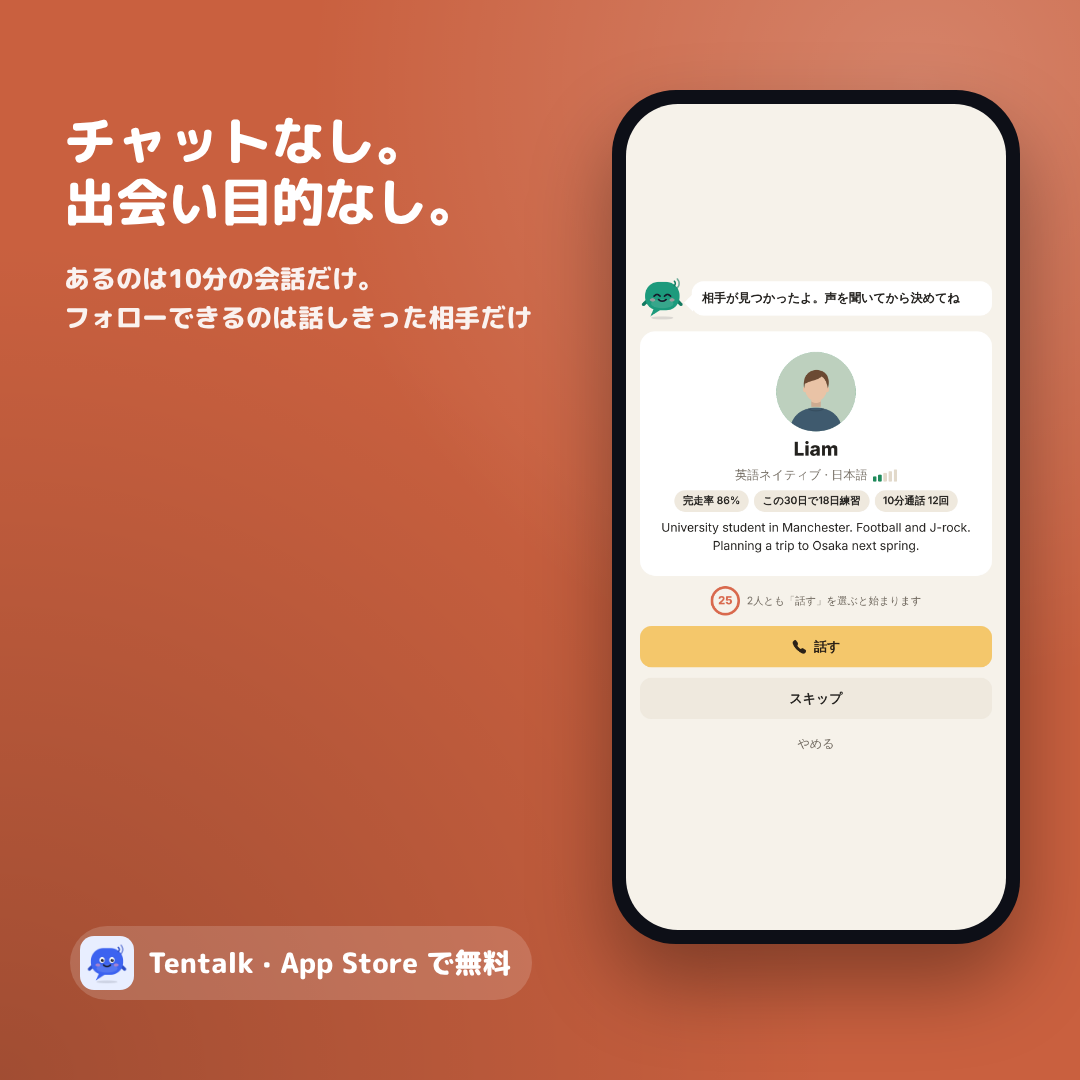 チャットなし。
出会い目的なし。
あるのは10分の会話だけ。
フォローできるのは話しきった相手だけ
相手が見つかったよ。声を聞いてから決めてね
Liam
英語ネイティブ · 日本語
完走率 86% この30日で18日練習 10分通話 12回
University student in Manchester. Football and J-rock.
Planning a trip to Osaka next spring.
25 2人とも「話す」を選ぶと始まります
話す
スキップ
やめる
Tentalk · App Store で無料